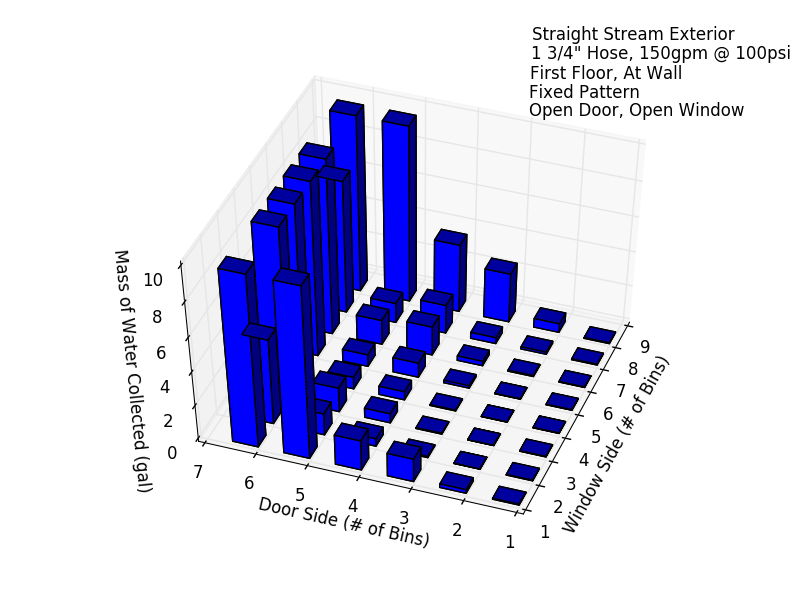 Straight Stream Exterior
1 3/4" Hose, 150gpm @ 100psi
First Floor, At Wall
Fixed Pattern
Open Door, Open Window
Mass of Water Collected (gal)
10
8
6
4
2
0
7
6
5
4
3
2
1
Door Side (# of Bins)
9
8
7
6
5
4
3
2
1
Window Side (# of Bins)